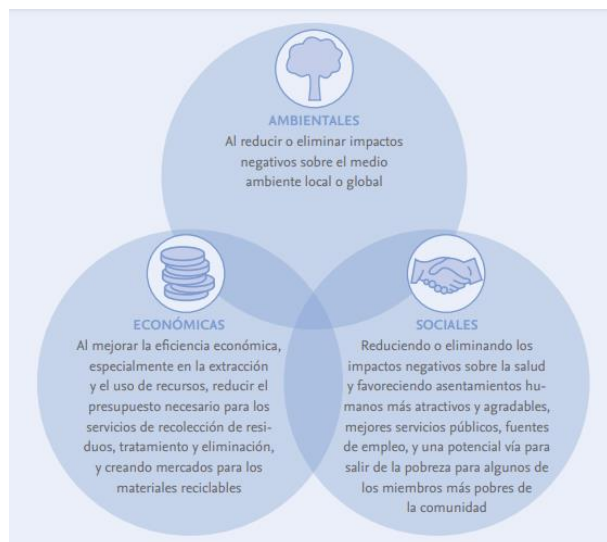 AMBIENTALES
Al reducir o eliminar impactos
negativos sobre el medio
ambiente local o global
ECONÓMICAS
Al mejorar la eficiencia económica,
especialmente en la extracción
y el uso de recursos, reducir el
presupuesto necesario para los
servicios de recolección de resi-
duos, tratamiento y eliminación,
y creando mercados para los
materiales reciclables
SOCIALES
Reduciendo o eliminando los
impactos negativos sobre la salud
y favoreciendo asentamientos hu-
manos más atractivos y agradables,
mejores servicios públicos, fuentes
de empleo, y una potencial vía para
salir de la pobreza para algunos de
los miembros más pobres de
la comunidad